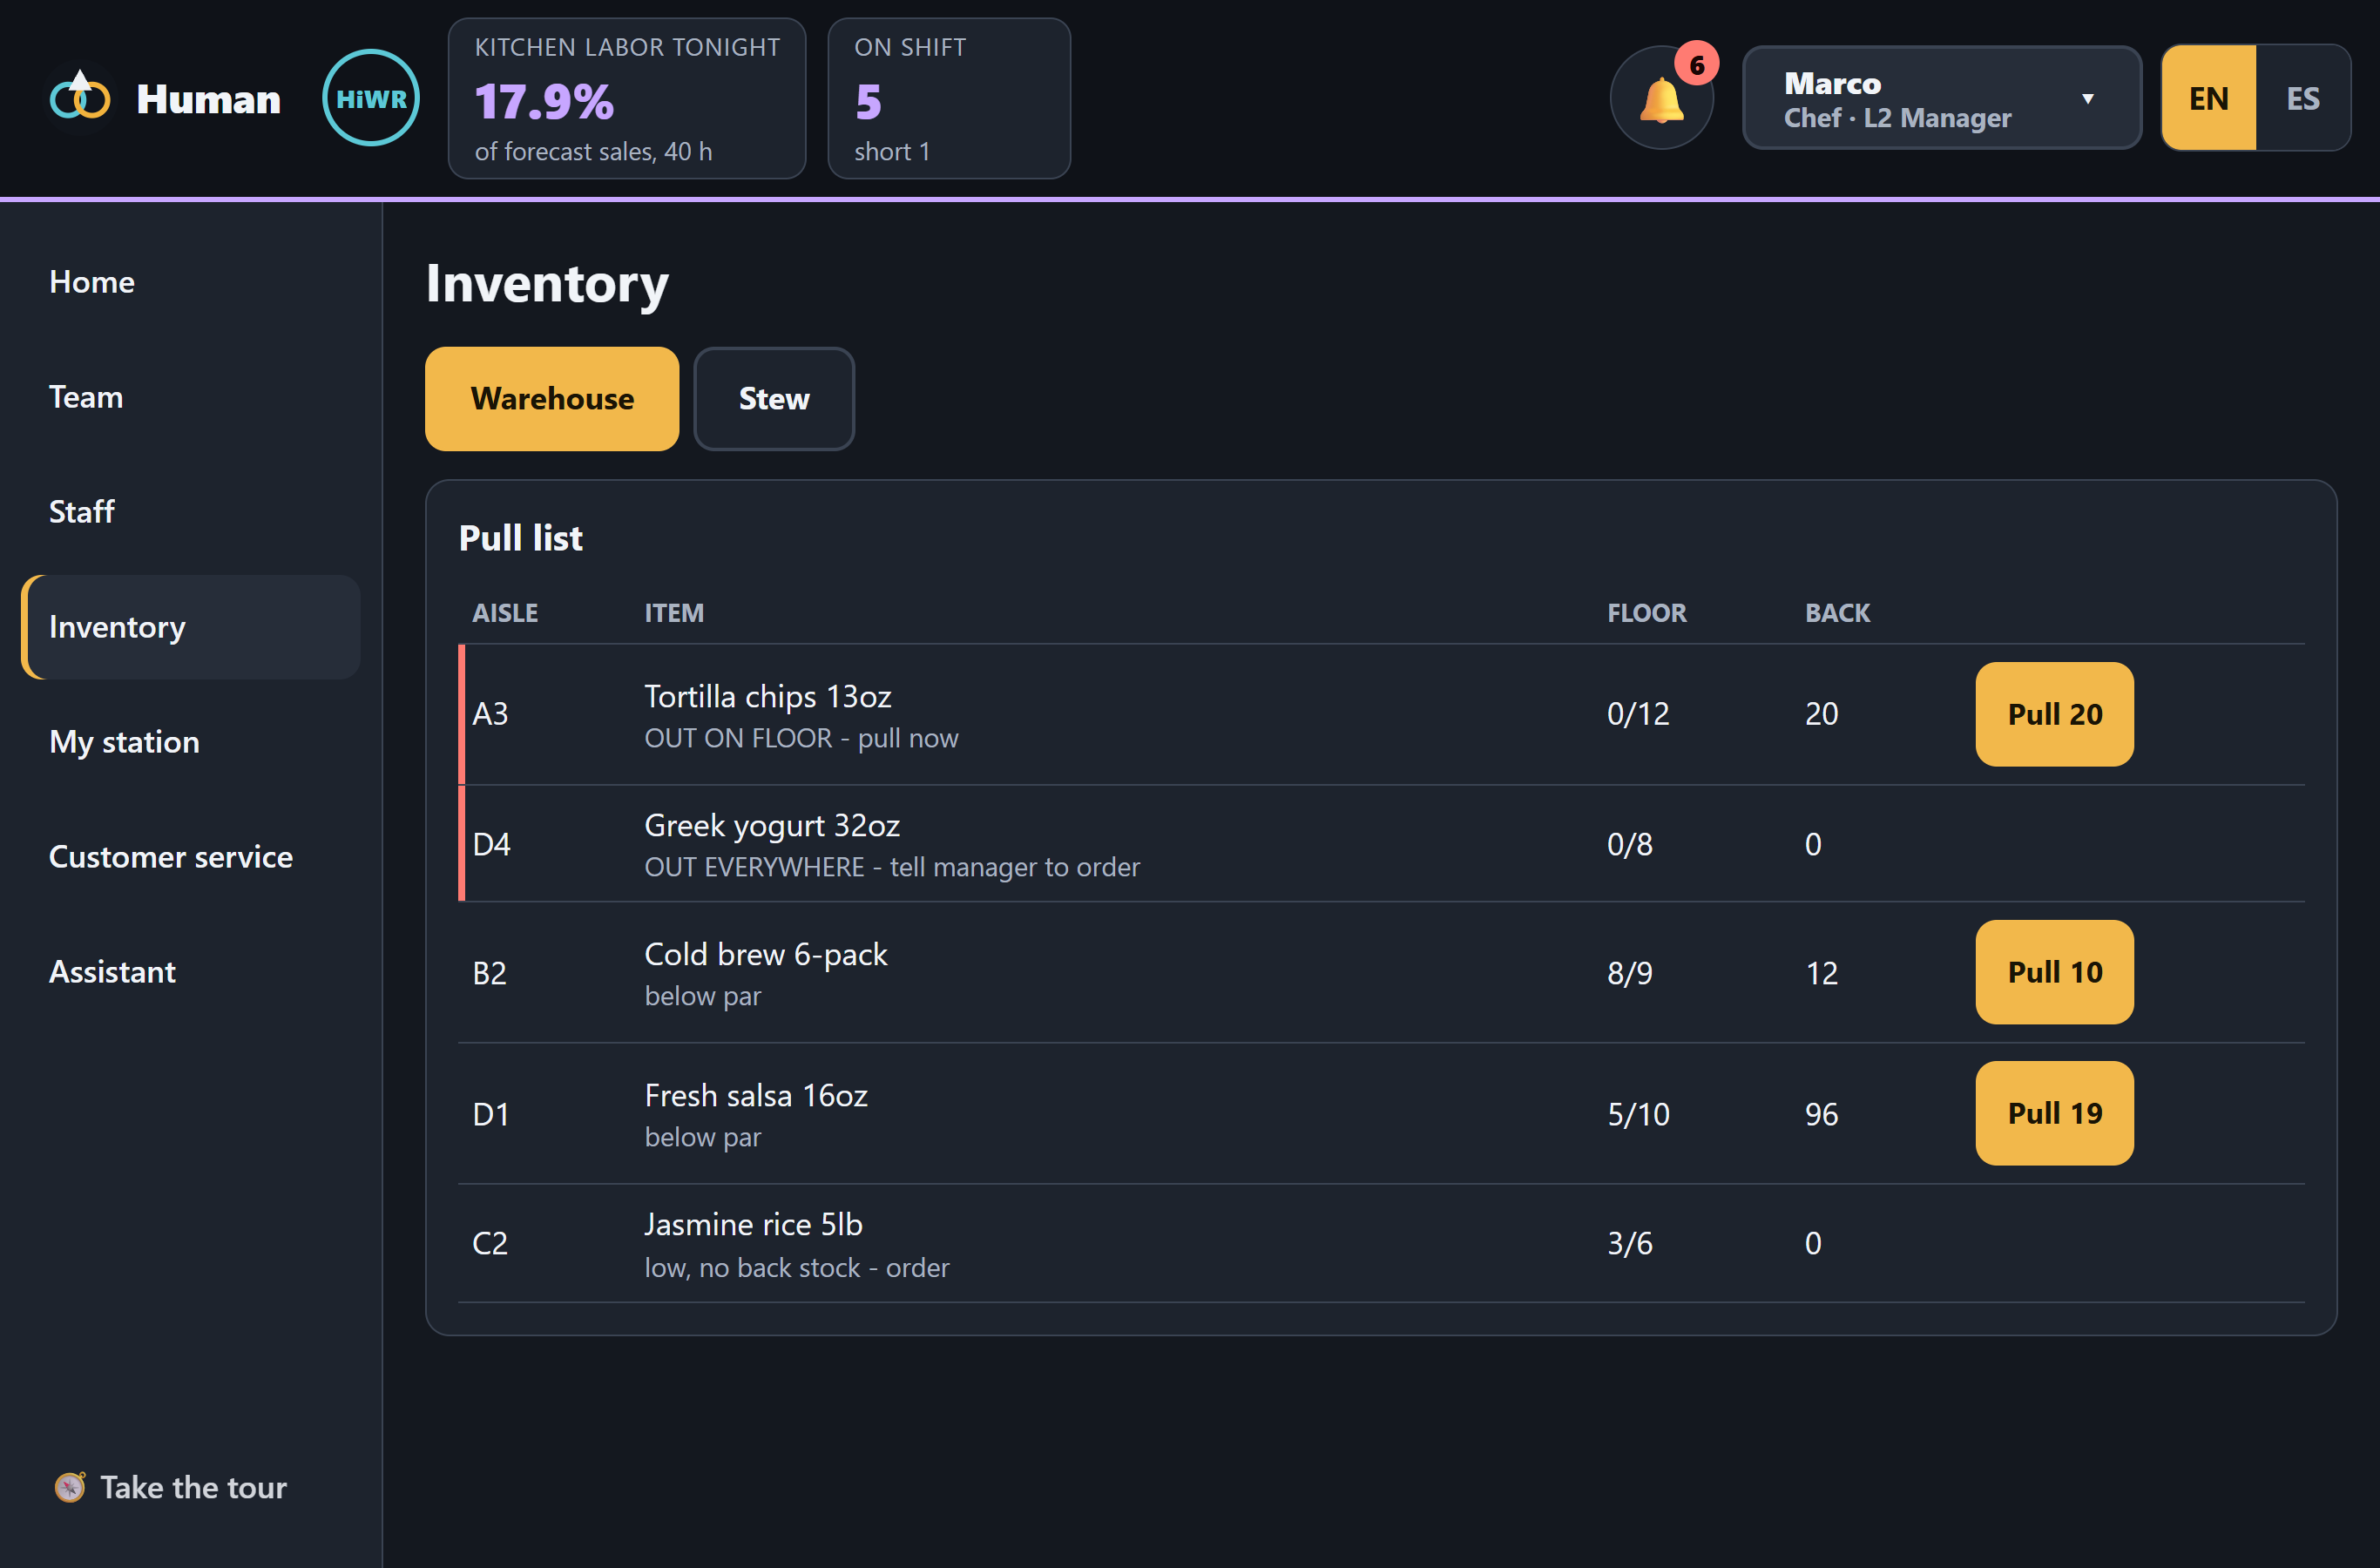 Human
HiWR
KITCHEN LABOR TONIGHT
17.9%
of forecast sales, 40 h
ON SHIFT
5
short 1
6
Marco
Chef · L2 Manager
EN
ES
Home
Team
Staff
Inventory
My station
Customer service
Assistant
Take the tour
Inventory
Warehouse
Stew
Pull list
AISLE ITEM FLOOR BACK
A3 Tortilla chips 13oz 0/12 20 Pull 20
OUT ON FLOOR - pull now
D4 Greek yogurt 32oz 0/8 0
OUT EVERYWHERE - tell manager to order
B2 Cold brew 6-pack 8/9 12 Pull 10
below par
D1 Fresh salsa 16oz 5/10 96 Pull 19
below par
C2 Jasmine rice 5lb 3/6 0
low, no back stock - order